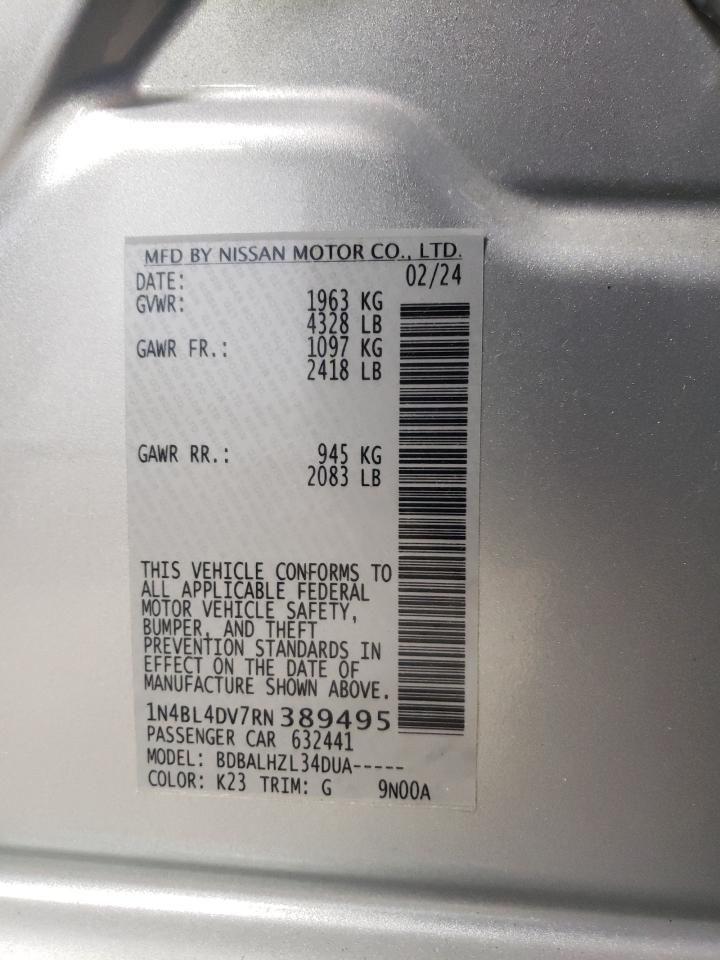 MFD BY NISSAN MOTOR CO., LTD.
DATE: 02/24
GVWR: 1963 KG
4328 LB
GAWR FR.: 1097 KG
2418 LB
GAWR RR.: 945 KG
2083 LB
THIS VEHICLE CONFORMS TO
ALL APPLICABLE FEDERAL
MOTOR VEHICLE SAFETY,
BUMPER, AND THEFT
PREVENTION STANDARDS IN
EFFECT ON THE DATE OF
MANUFACTURE SHOWN ABOVE.
1N4BL4DV7RN389495
PASSENGER CAR 632441
MODEL: BDBALHZL34DUA-----
COLOR: K23 TRIM: G 9N00A